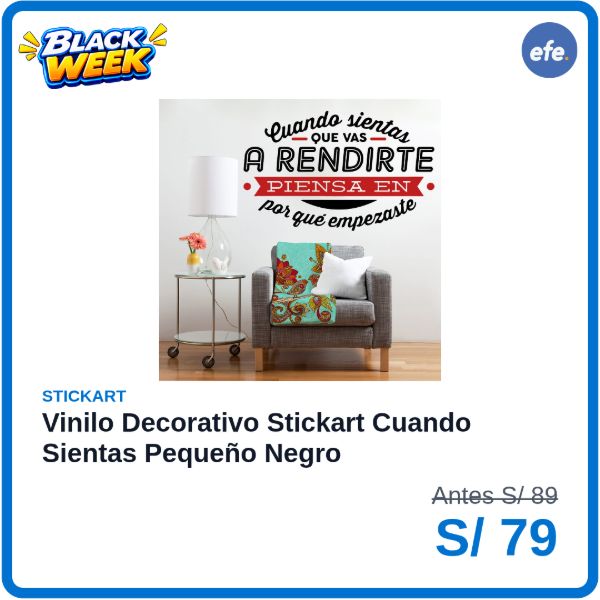 BLACK
WEEK
efe.
Cuando sientas
QUE VAS
A RENDIRTE
PIENSA EN
por qué empezaste
STICKART
Vinilo Decorativo Stickart Cuando
Sientas Pequeño Negro
Antes S/ 89
S/ 79